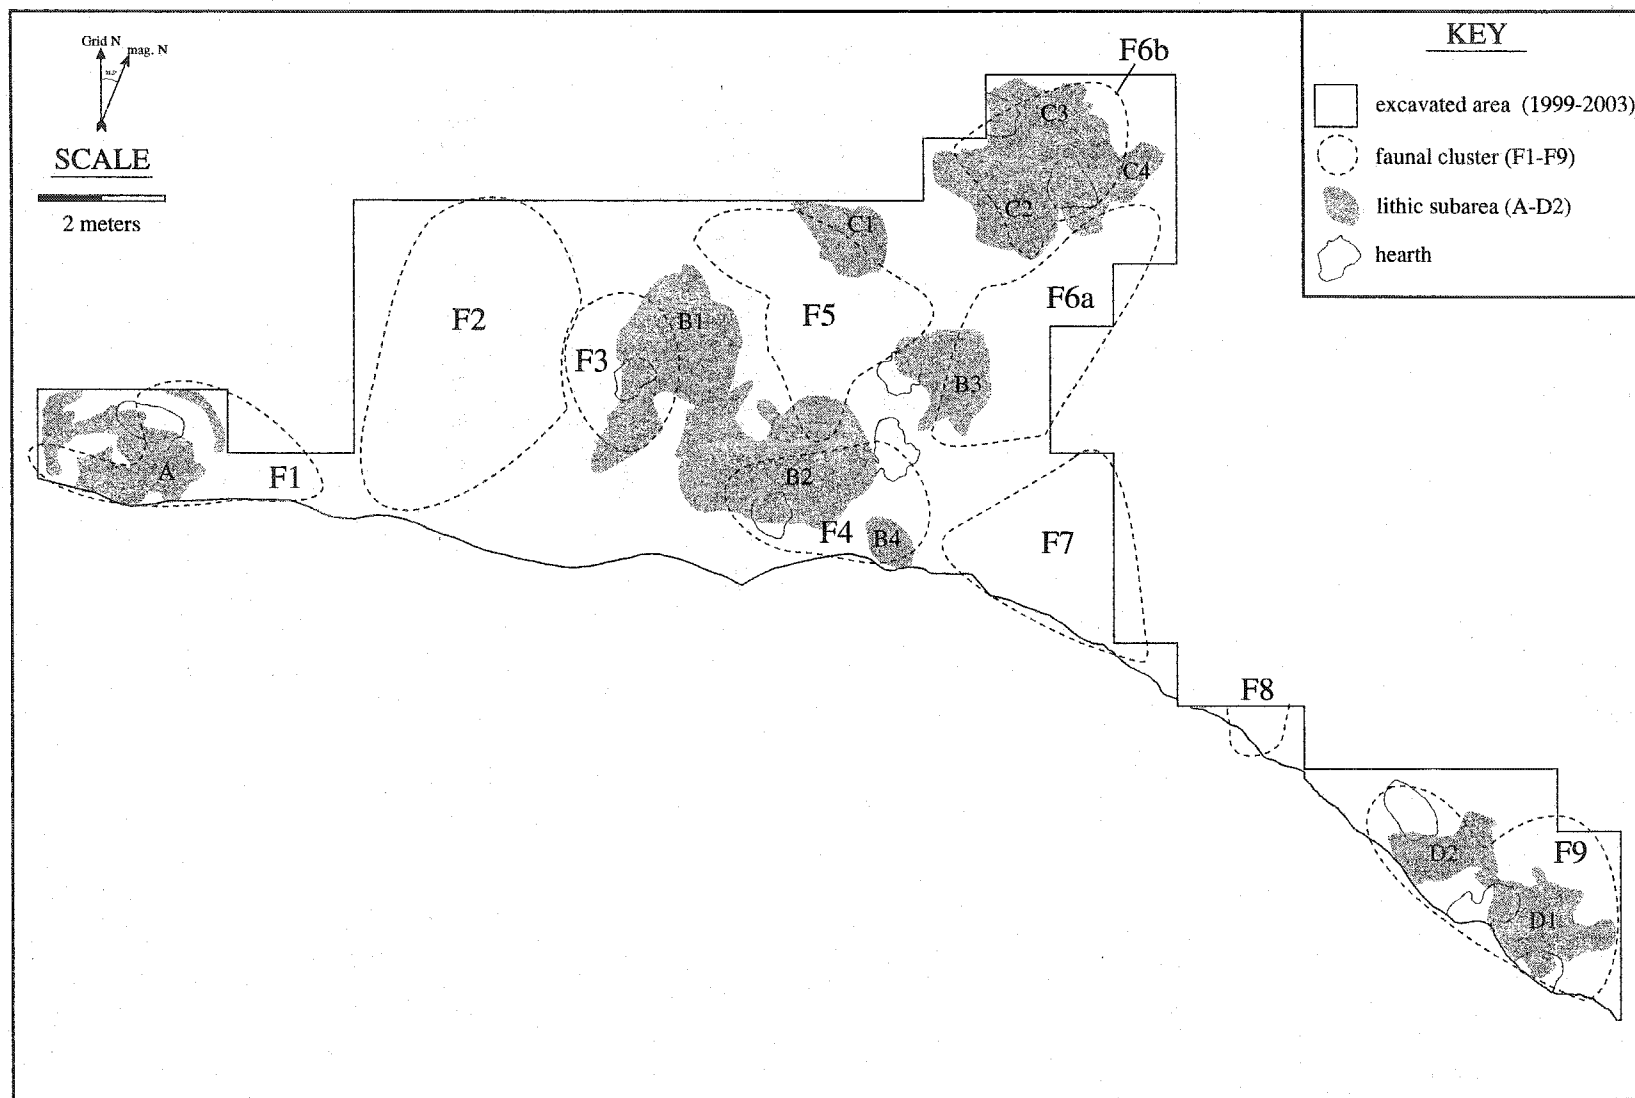 Grid N
mag. N
SCALE
2 meters
KEY
excavated area (1999-2003)
faunal cluster (F1-F9)
lithic subarea (A-D2)
hearth
F6b
C3
C4
C2
C1
F6a
F2
B1
F5
F3
B3
A
F1
B2
F4
B4
F7
F8
D2
F9
D1